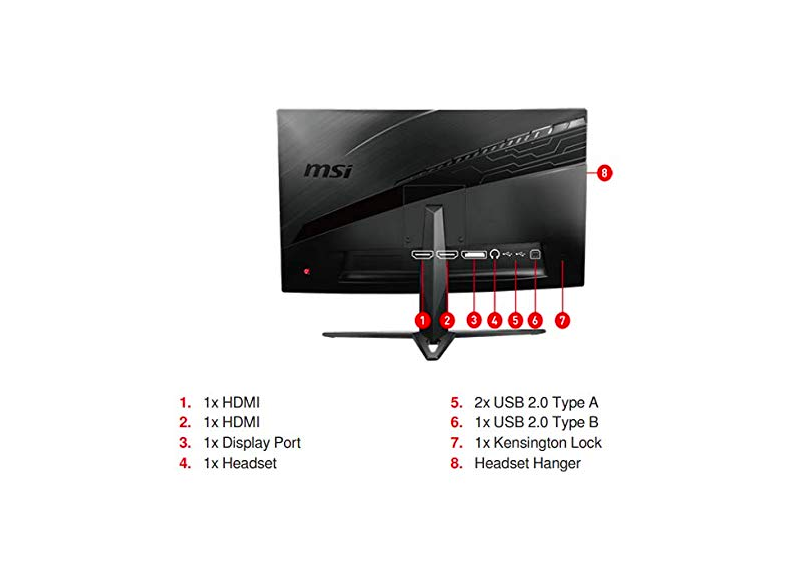 msi
8
1 2 3 4 5 6 7
1. 1x HDMI
2. 1x HDMI
3. 1x Display Port
4. 1x Headset
5. 2x USB 2.0 Type A
6. 1x USB 2.0 Type B
7. 1x Kensington Lock
8. Headset Hanger